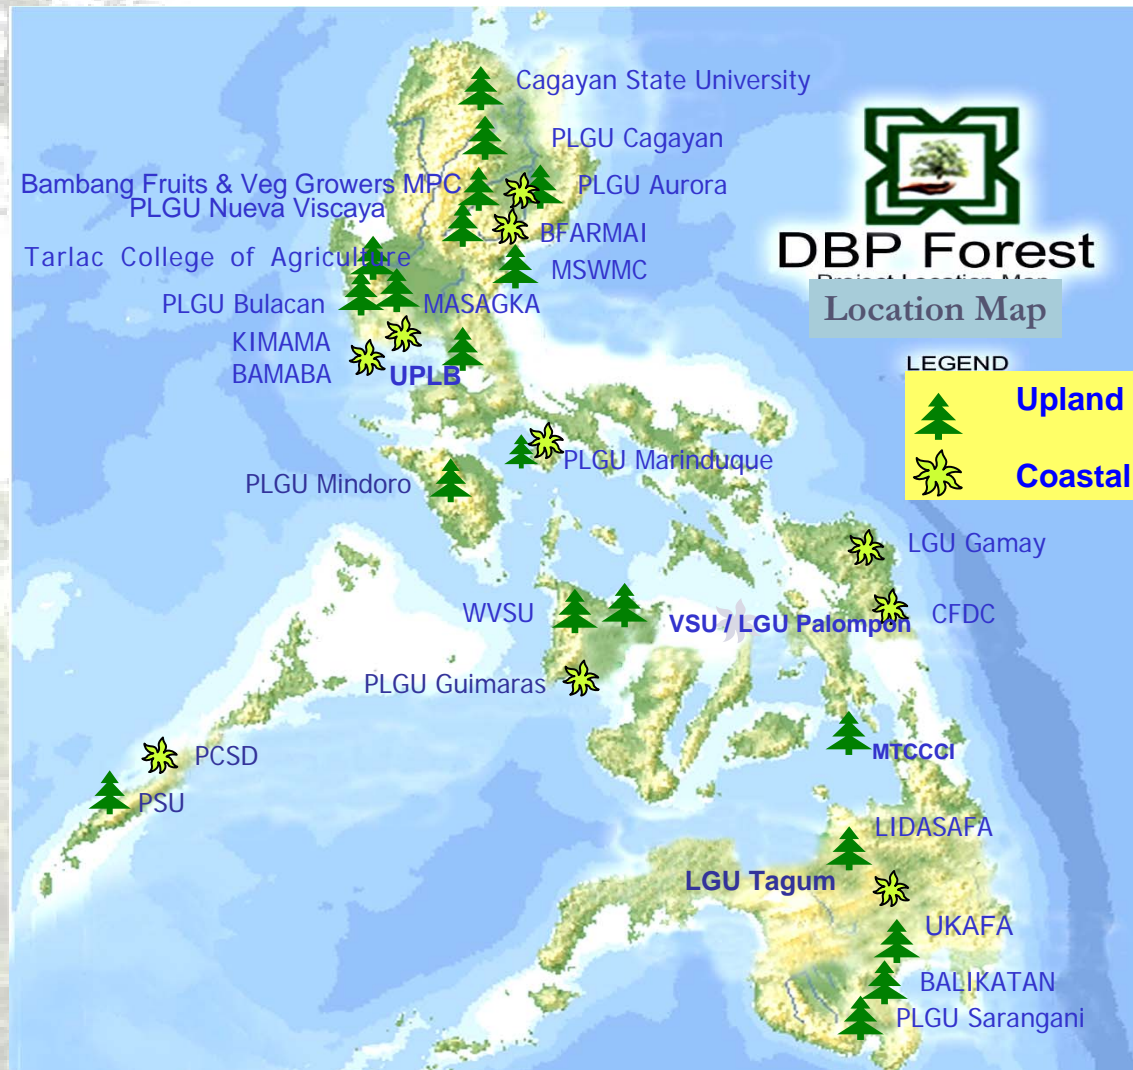 Cagayan State University
PLGU Cagayan
Bambang Fruits & Veg Growers MPC
PLGU Aurora
PLGU Nueva Viscaya
BFARMAI
Tarlac College of Agriculture
MSWMC
PLGU Bulacan
MASAGKA
KIMAMA
BAMABA
UPLB
DBP Forest
Project Location Map
Location Map
LEGEND
Upland
Coastal
PLGU Marinduque
PLGU Mindoro
LGU Gamay
WVSU
VSU / LGU Palompon
CFDC
PLGU Guimaras
PCSD
MTCCCI
PSU
LIDASAFA
LGU Tagum
UKAFA
BALIKATAN
PLGU Sarangani